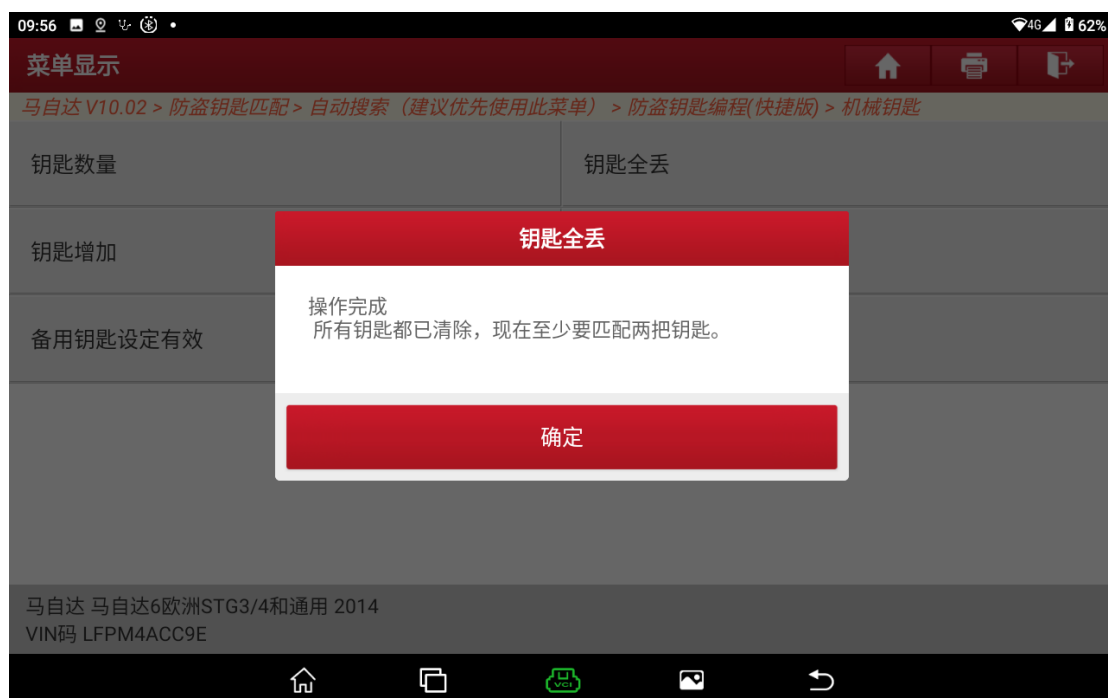 09:56
4G 62%
菜单显示
马自达 V10.02 > 防盗钥匙匹配 > 自动搜索（建议优先使用此菜单） > 防盗钥匙编程(快捷版) > 机械钥匙
钥匙数量
钥匙全丢
钥匙增加
钥匙全丢
操作完成
所有钥匙都已清除，现在至少要匹配两把钥匙。
备用钥匙设定有效
确定
马自达 马自达6欧洲STG3/4和通用 2014
VIN码 LFPM4ACC9E
VCI